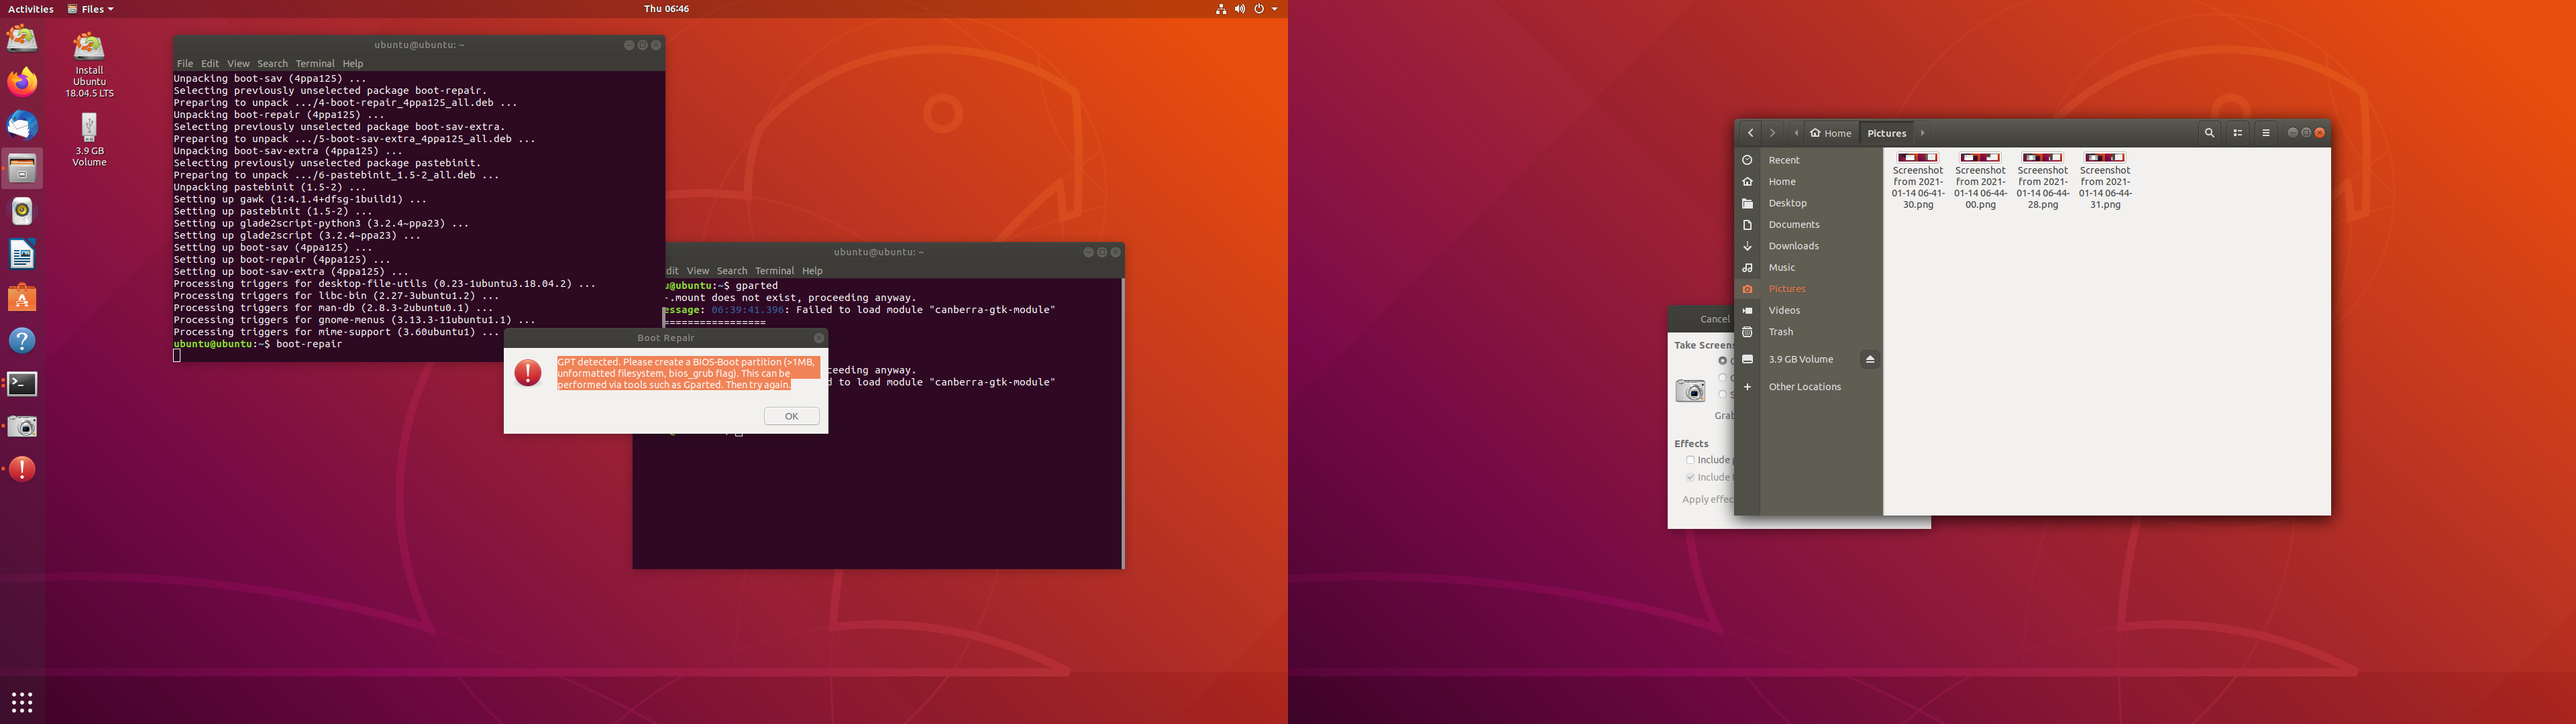 Activities
Files
Thu 06:46
Install
Ubuntu
18.04.5 LTS
3.9 GB
Volume
ubuntu@ubuntu: ~
File Edit View Search Terminal Help
Unpacking boot-sav (4ppa125) ...
Selecting previously unselected package boot-repair.
Preparing to unpack .../4-boot-repair_4ppa125_all.deb ...
Unpacking boot-repair (4ppa125) ...
Selecting previously unselected package boot-sav-extra.
Preparing to unpack .../5-boot-sav-extra_4ppa125_all.deb ...
Unpacking boot-sav-extra (4ppa125) ...
Selecting previously unselected package pastebinit.
Preparing to unpack .../6-pastebinit_1.5-2_all.deb ...
Unpacking pastebinit (1.5-2) ...
Setting up gawk (1:4.1.4+dfsg-1build1) ...
Setting up pastebinit (1.5-2) ...
Setting up glade2script-python3 (3.2.4~ppa23) ...
Setting up glade2script (3.2.4~ppa23) ...
Setting up boot-sav (4ppa125) ...
Setting up boot-repair (4ppa125) ...
Setting up boot-sav-extra (4ppa125) ...
Processing triggers for desktop-file-utils (0.23-1ubuntu3.18.04.2) ...
Processing triggers for libc-bin (2.27-3ubuntu1.2) ...
Processing triggers for man-db (2.8.3-2ubuntu0.1) ...
Processing triggers for gnome-menus (3.13.3-11ubuntu1.1) ...
Processing triggers for mime-support (3.60ubuntu1) ...
ubuntu@ubuntu:~$ boot-repair
ubuntu@ubuntu: ~
dit View Search Terminal Help
u@ubuntu:~$ gparted
-.mount does not exist, proceeding anyway.
essage: 06:39:41.396: Failed to load module "canberra-gtk-module"
=================
ceeding anyway.
d to load module "canberra-gtk-module"
Boot Repair
GPT detected. Please create a BIOS-Boot partition (>1MB,
unformatted filesystem, bios_grub flag). This can be
performed via tools such as Gparted. Then try again.
OK
Cancel
Take Screens
Grab
Effects
Include p
Include
Apply effec
Home
Pictures
Recent
Home
Desktop
Documents
Downloads
Music
Pictures
Videos
Trash
3.9 GB Volume
Other Locations
Screenshot
from 2021-
01-14 06-41-
30.png
Screenshot
from 2021-
01-14 06-44-
00.png
Screenshot
from 2021-
01-14 06-44-
28.png
Screenshot
from 2021-
01-14 06-44-
31.png